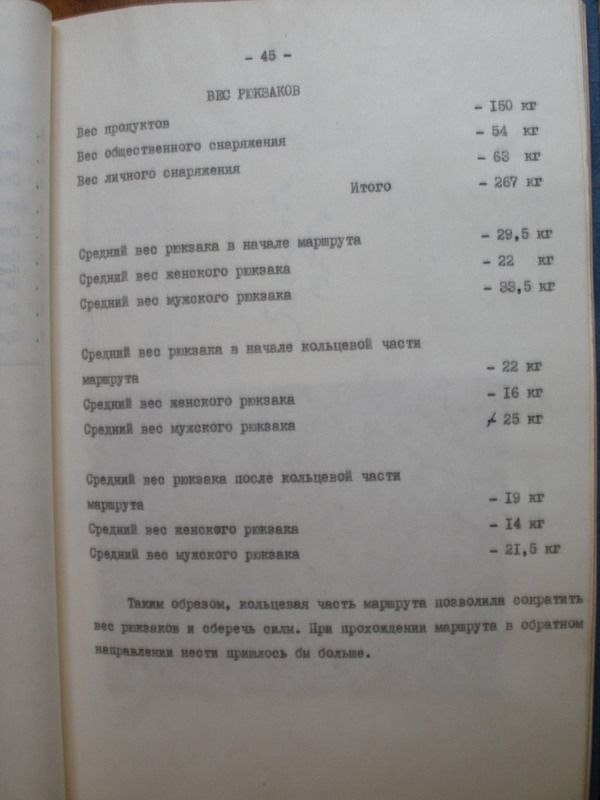 - 45 -
ВЕС РЮКЗАКОВ
Вес продуктов - 150 кг
Вес общественного снаряжения - 54 кг
Вес личного снаряжения - 63 кг
Итого - 267 кг
Средний вес рюкзака в начале маршрута - 29,5 кг
Средний вес женского рюкзака - 22 кг
Средний вес мужского рюкзака - 33,5 кг
Средний вес рюкзака в начале кольцевой части
маршрута - 22 кг
Средний вес женского рюкзака - 16 кг
Средний вес мужского рюкзака - 25 кг
Средний вес рюкзака после кольцевой части
маршрута - 19 кг
Средний вес женского рюкзака - 14 кг
Средний вес мужского рюкзака - 21,5 кг
Таким образом, кольцевая часть маршрута позволила сократить
вес рюкзаков и сберечь силы. При прохождении маршрута в обратном
направлении нести пришлось бы больше.